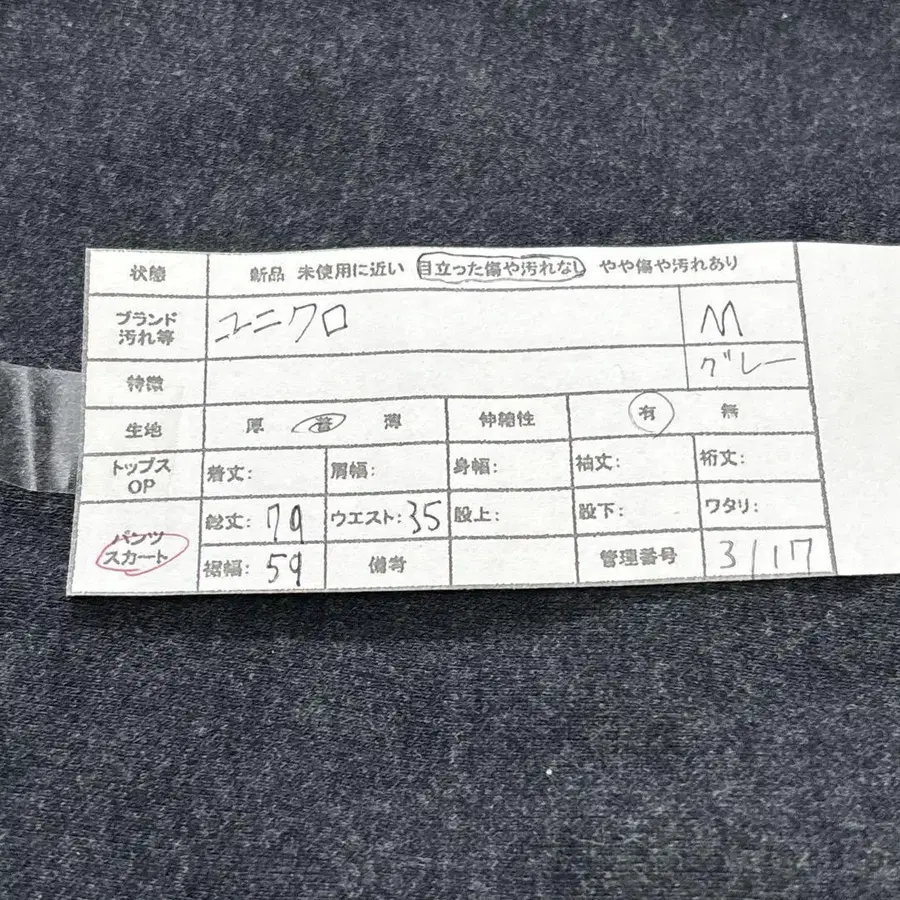 状態 新品 未使用に近い 目立った傷や汚れなし やや傷や汚れあり
ブランド 汚れ等 ユニクロ M
特徴 グレー
生地 厚 普 薄 伸縮性 有 無
トップス OP 着丈: 肩幅: 身幅: 袖丈: 裄丈:
パンツ スカート 総丈: 79 ウエスト: 35 股上: 股下: ワタリ:
裾幅: 59 備考 管理番号 3117